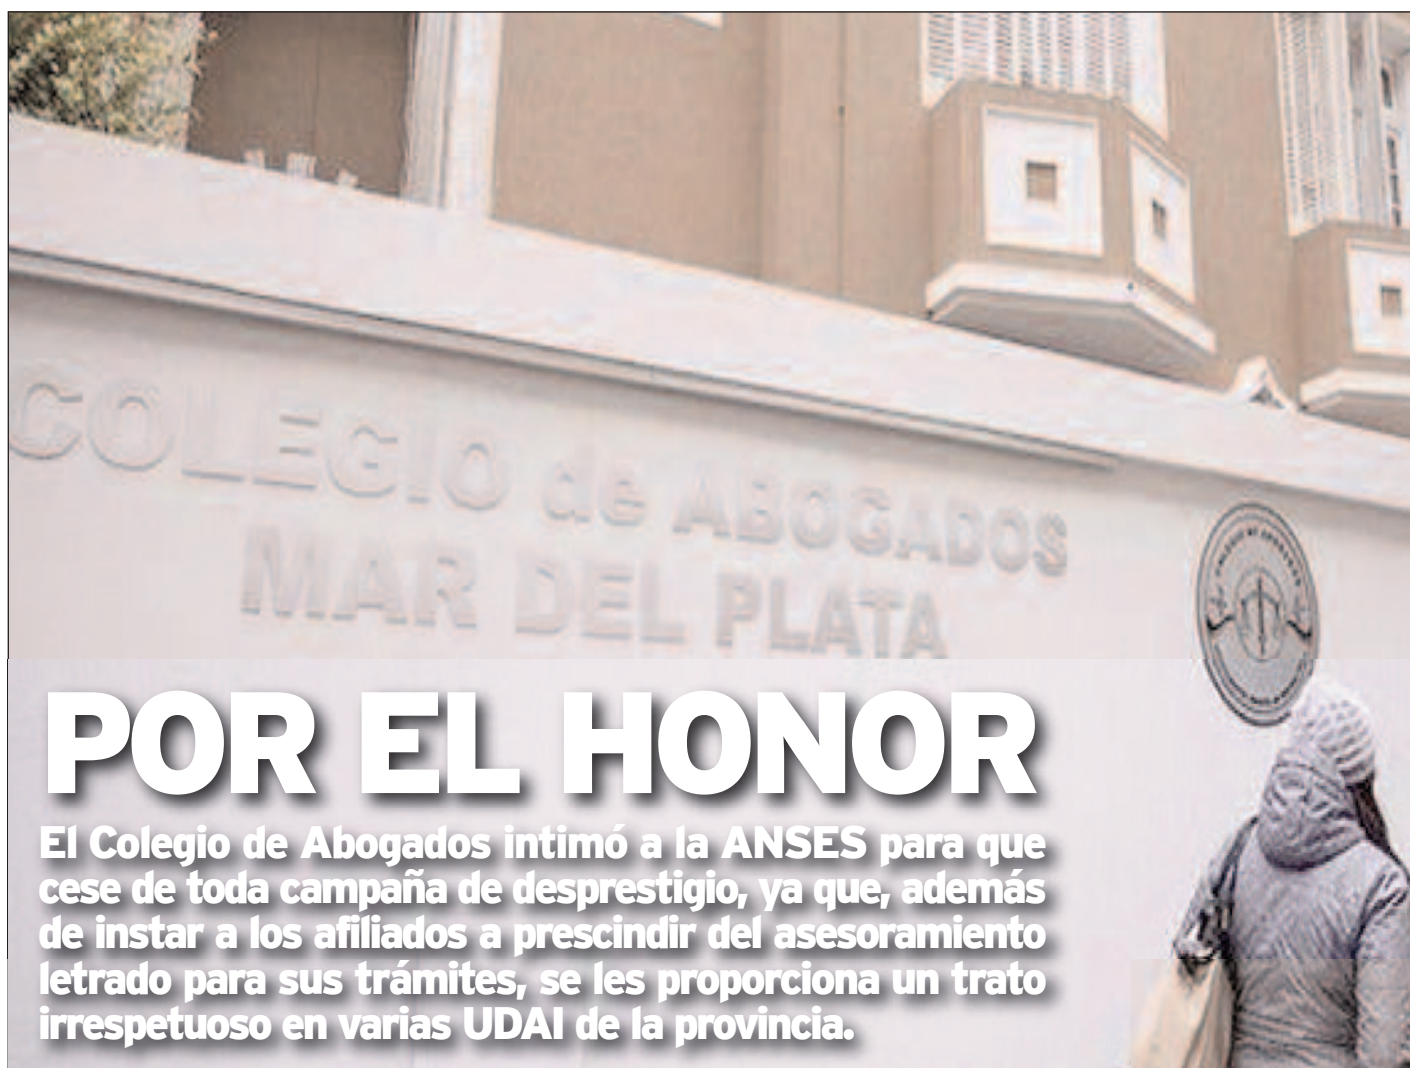 COLEGIO de ABOGADOS
MAR DEL PLATA
POR EL HONOR
El Colegio de Abogados intimó a la ANSES para que
cese de toda campaña de desprestigio, ya que, además
de instar a los afiliados a prescindir del asesoramiento
letrado para sus trámites, se les proporciona un trato
irrespetuoso en varias UDAI de la provincia.